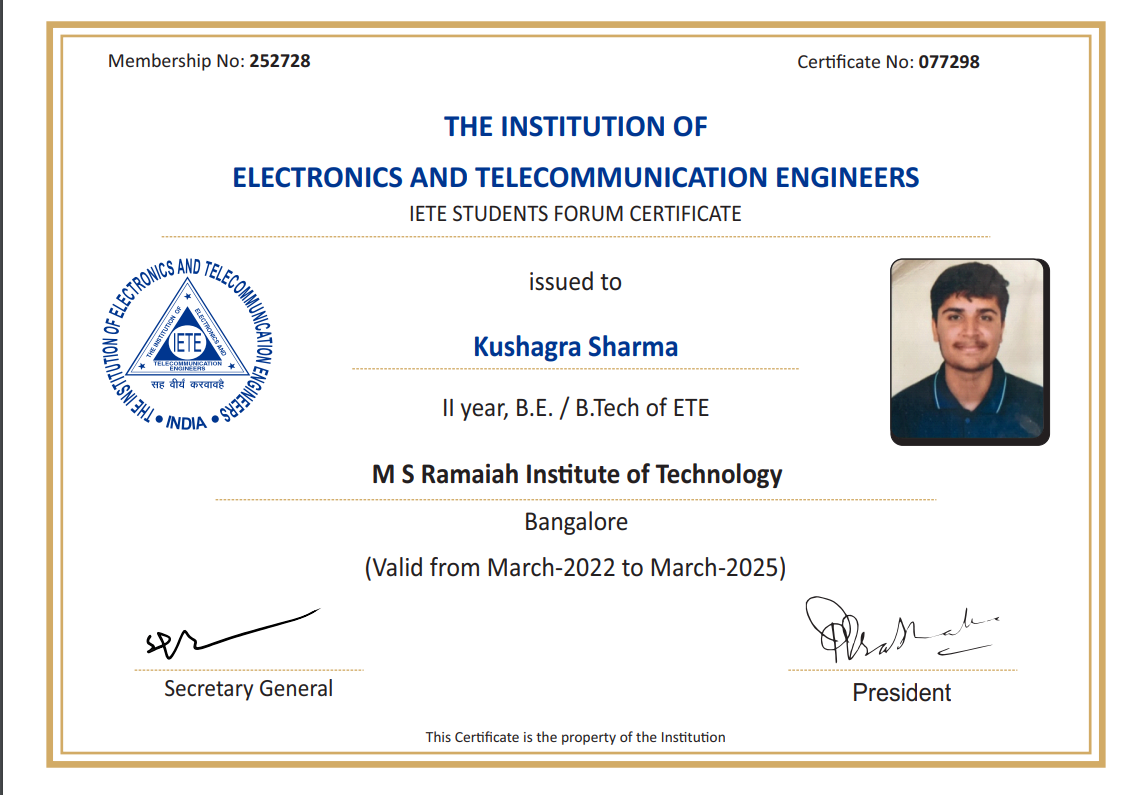 Membership No: 252728
Certificate No: 077298
THE INSTITUTION OF
ELECTRONICS AND TELECOMMUNICATION ENGINEERS
IETE STUDENTS FORUM CERTIFICATE
issued to
THE INSTITUTION OF ELECTRONICS AND TELECOMMUNICATION ENGINEERS
• INDIA •
THE INSTITUTION OF
ELECTRONICS AND
IETE
TELECOMMUNICATION
ENGINEERS
सह वीर्यं करवावहै
Kushagra Sharma
II year, B.E. / B.Tech of ETE
M S Ramaiah Institute of Technology
Bangalore
(Valid from March-2022 to March-2025)
Secretary General
President
This Certificate is the property of the Institution